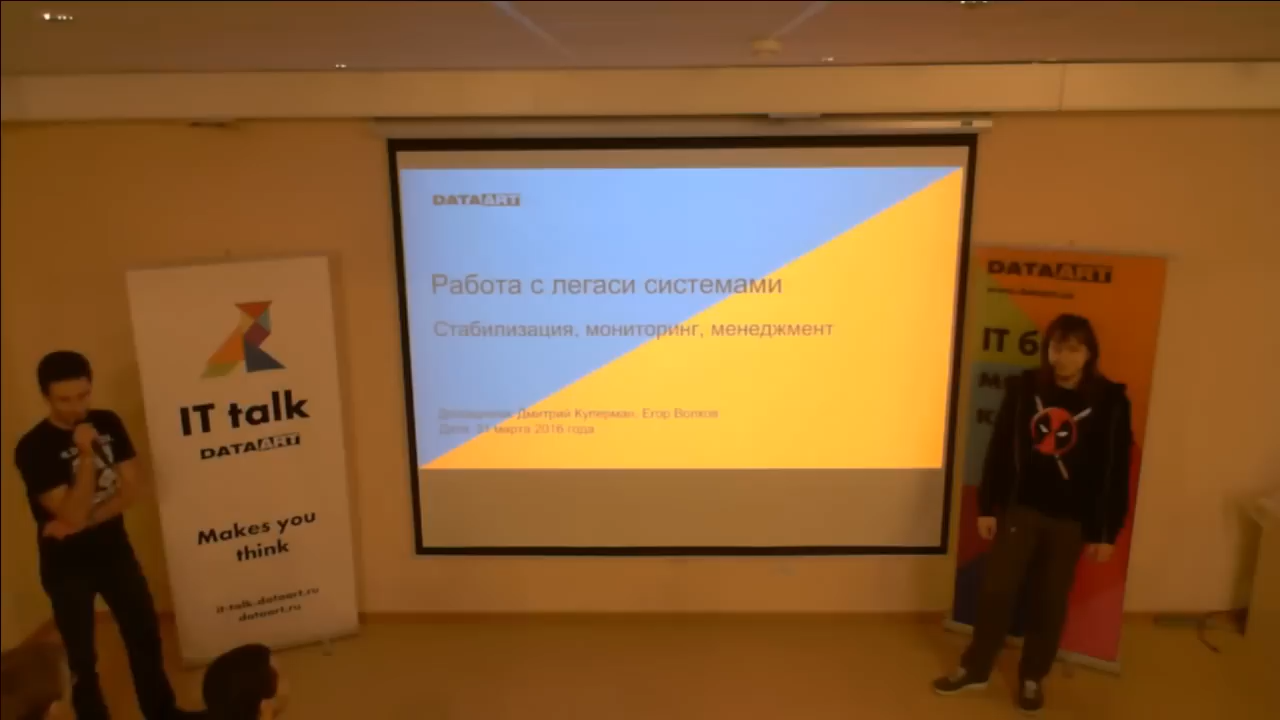 DATAART
Работа с легаси системами
Стабилизация, мониторинг, менеджмент
Докладчики: Дмитрий Куперман, Егор Волков
Дата: 31 марта 2016 года
IT talk
DATAART
Makes you
think
it-talk.dataart.ru
dataart.ru
DATAART
IT